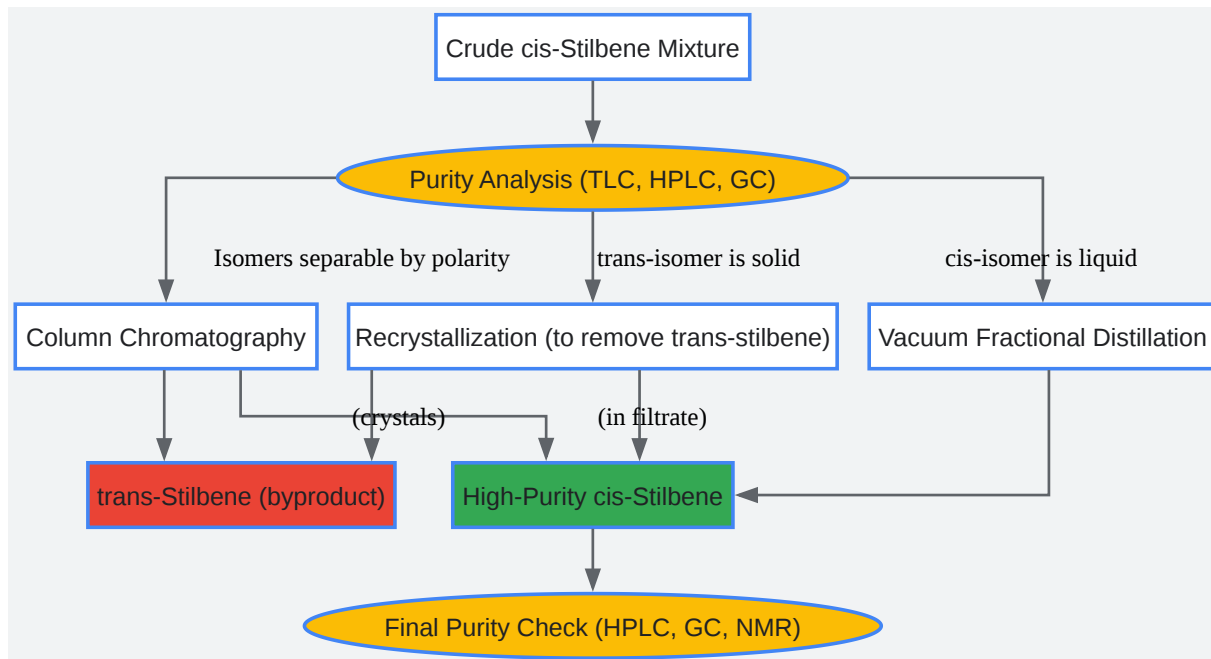 Crude cis-Stilbene Mixture
Purity Analysis (TLC, HPLC, GC)
Isomers separable by polarity
trans-isomer is solid
cis-isomer is liquid
Column Chromatography
Recrystallization (to remove trans-stilbene)
Vacuum Fractional Distillation
(crystals)
(in filtrate)
trans-Stilbene (byproduct)
High-Purity cis-Stilbene
Final Purity Check (HPLC, GC, NMR)